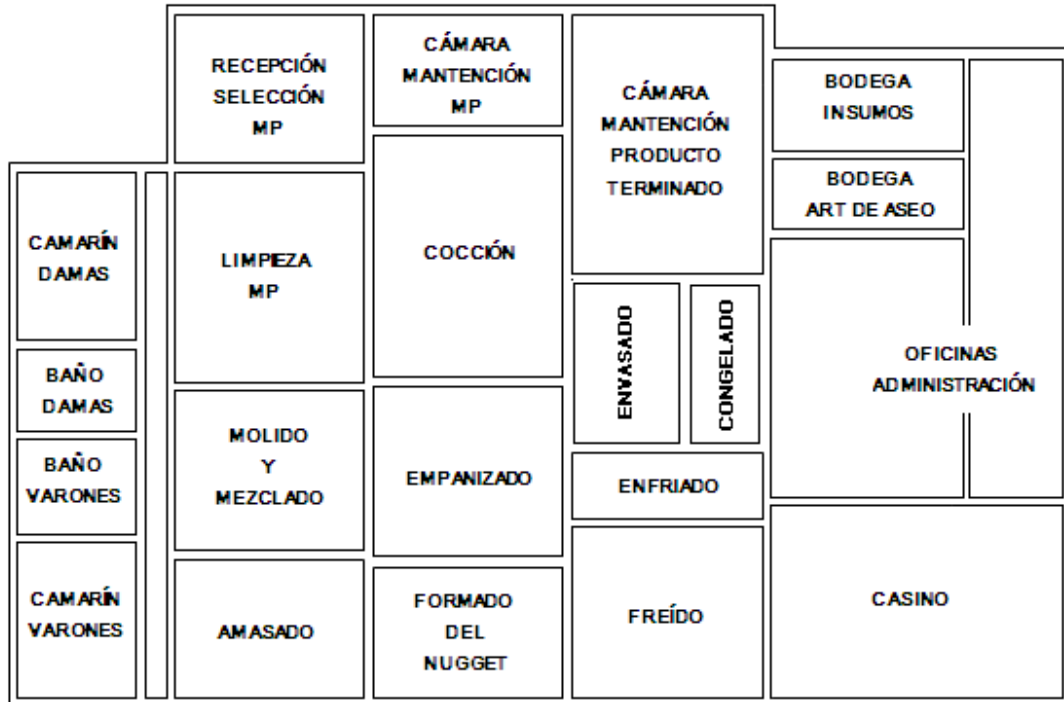 RECEPCIÓN
SELECCIÓN
MP
CÁMARA
MANTENCIÓN
MP
CÁMARA
MANTENCIÓN
PRODUCTO
TERMINADO
BODEGA
INSUMOS
BODEGA
ART DE ASEO
CAMARÍN
DAMAS
LIMPIEZA
MP
COCCIÓN
ENVASADO
CONGELADO
OFICINAS
ADMINISTRACIÓN
BAÑO
DAMAS
BAÑO
VARONES
MOLIDO
Y
MEZCLADO
EMPANIZADO
ENFRIADO
CAMARÍN
VARONES
AMASADO
FORMADO
DEL
NUGGET
FREÍDO
CASINO